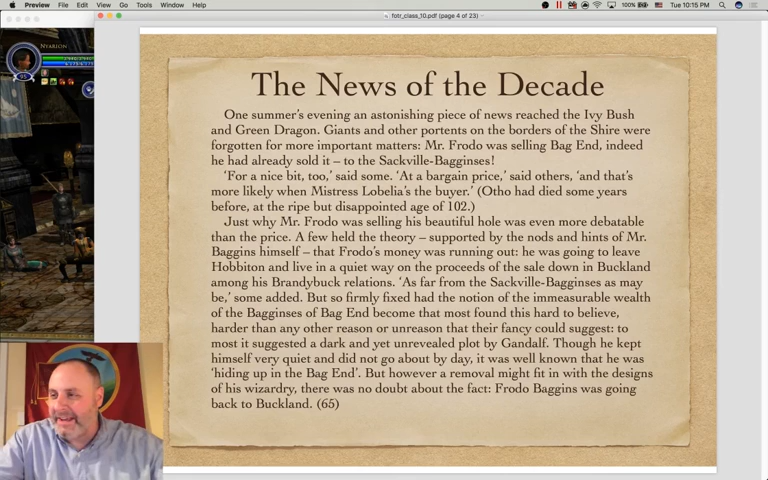 Preview File Edit View Go Tools Window Help
100% Tue 10:15 PM
fotr_class_10.pdf (page 4 of 23)
NYARION
95
The News of the Decade
One summer's evening an astonishing piece of news reached the Ivy Bush
and Green Dragon. Giants and other portents on the borders of the Shire were
forgotten for more important matters: Mr. Frodo was selling Bag End, indeed
he had already sold it – to the Sackville-Bagginses!
'For a nice bit, too,' said some. 'At a bargain price,' said others, 'and that's
more likely when Mistress Lobelia's the buyer.' (Otho had died some years
before, at the ripe but disappointed age of 102.)
Just why Mr. Frodo was selling his beautiful hole was even more debatable
than the price. A few held the theory – supported by the nods and hints of Mr.
Baggins himself – that Frodo's money was running out: he was going to leave
Hobbiton and live in a quiet way on the proceeds of the sale down in Buckland
among his Brandybuck relations. 'As far from the Sackville-Bagginses as may
be,' some added. But so firmly fixed had the notion of the immeasurable wealth
of the Bagginses of Bag End become that most found this hard to believe,
harder than any other reason or unreason that their fancy could suggest: to
most it suggested a dark and yet unrevealed plot by Gandalf. Though he kept
himself very quiet and did not go about by day, it was well known that he was
'hiding up in the Bag End'. But however a removal might fit in with the designs
of his wizardry, there was no doubt about the fact: Frodo Baggins was going
back to Buckland. (65)